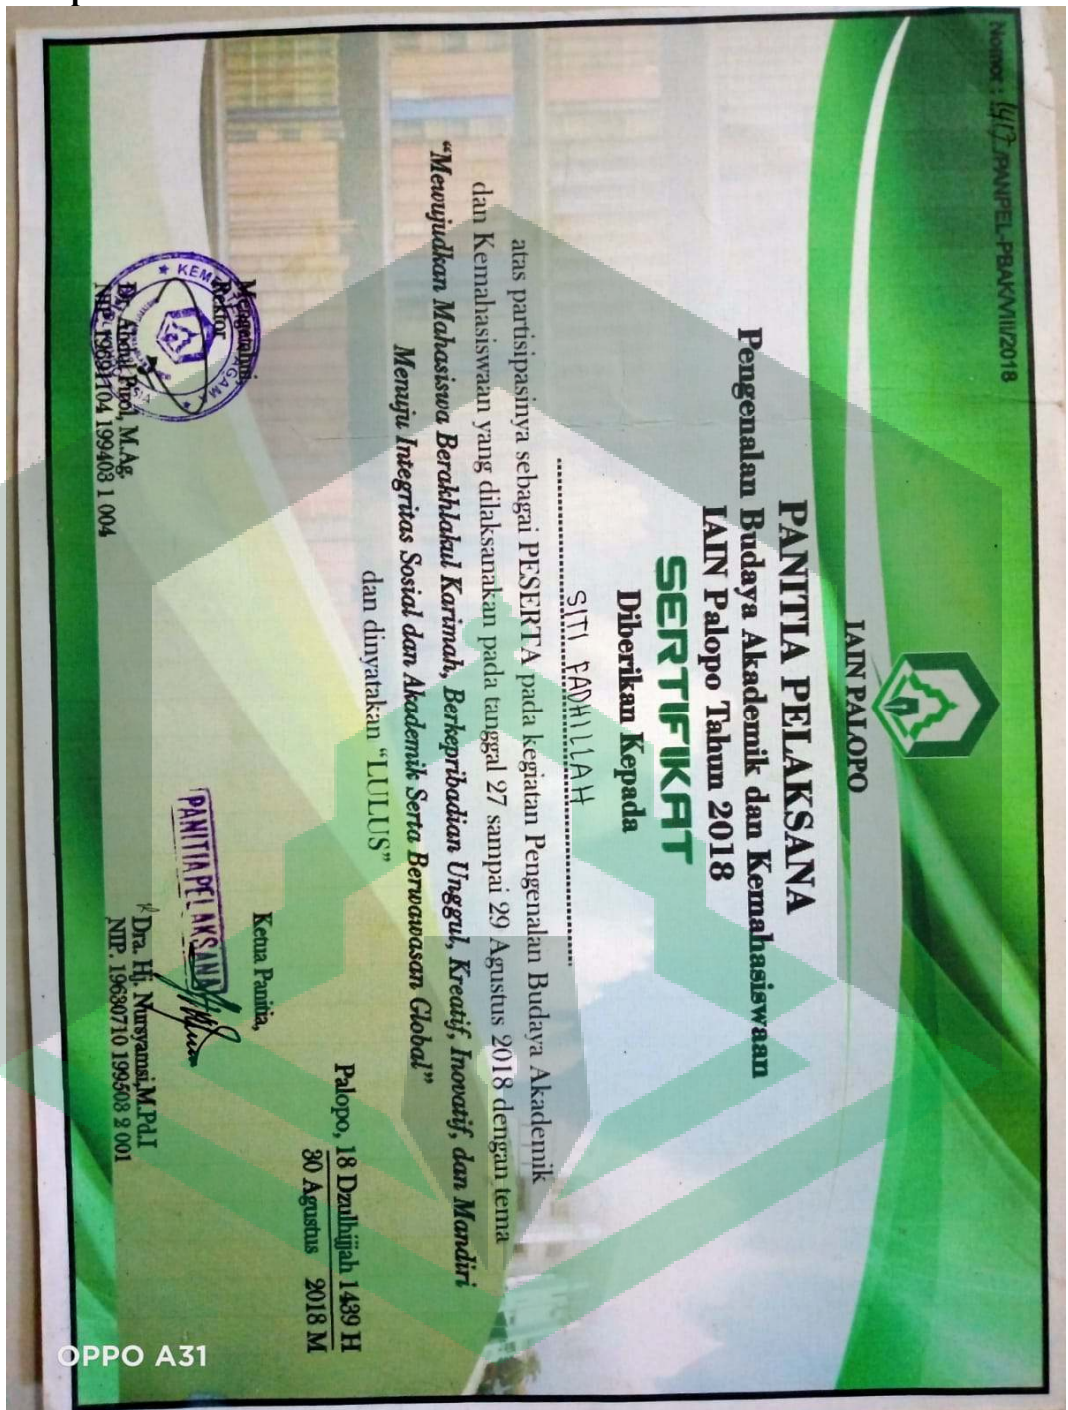 Nomor : 1417/PANPEL-PBAK/VIII/2018
IAIN PALOPO
PANITIA PELAKSANA
Pengenalan Budaya Akademik dan Kemahasiswaan
IAIN Palopo Tahun 2018
SERTIFIKAT
Diberikan Kepada
SITI FADHILLAH
atas partisipasinya sebagai PESERTA pada kegiatan Pengenalan Budaya Akademik
dan Kemahasiswaan yang dilaksanakan pada tanggal 27 sampai 29 Agustus 2018 dengan tema
“Mewujudkan Mahasiswa Berakhlakul Karimah, Berkepribadian Unggul, Kreatif, Inovatif, dan Mandiri
Menuju Integritas Sosial dan Akademik Serta Berwawasan Global”
dan dinyatakan “LULUS”
Palopo, 18 Dzulhijjah 1439 H
30 Agustus 2018 M
Mengetahui,
Rektor
Dr. Abdul Pirol, M.Ag.
NIP. 19691104 199403 1 004
Ketua Panitia,
PANITIA PELAKSANA
Dra. Hj. Nursyamsi, M.Pd.I
NIP. 19630710 199503 2 001
OPPO A31